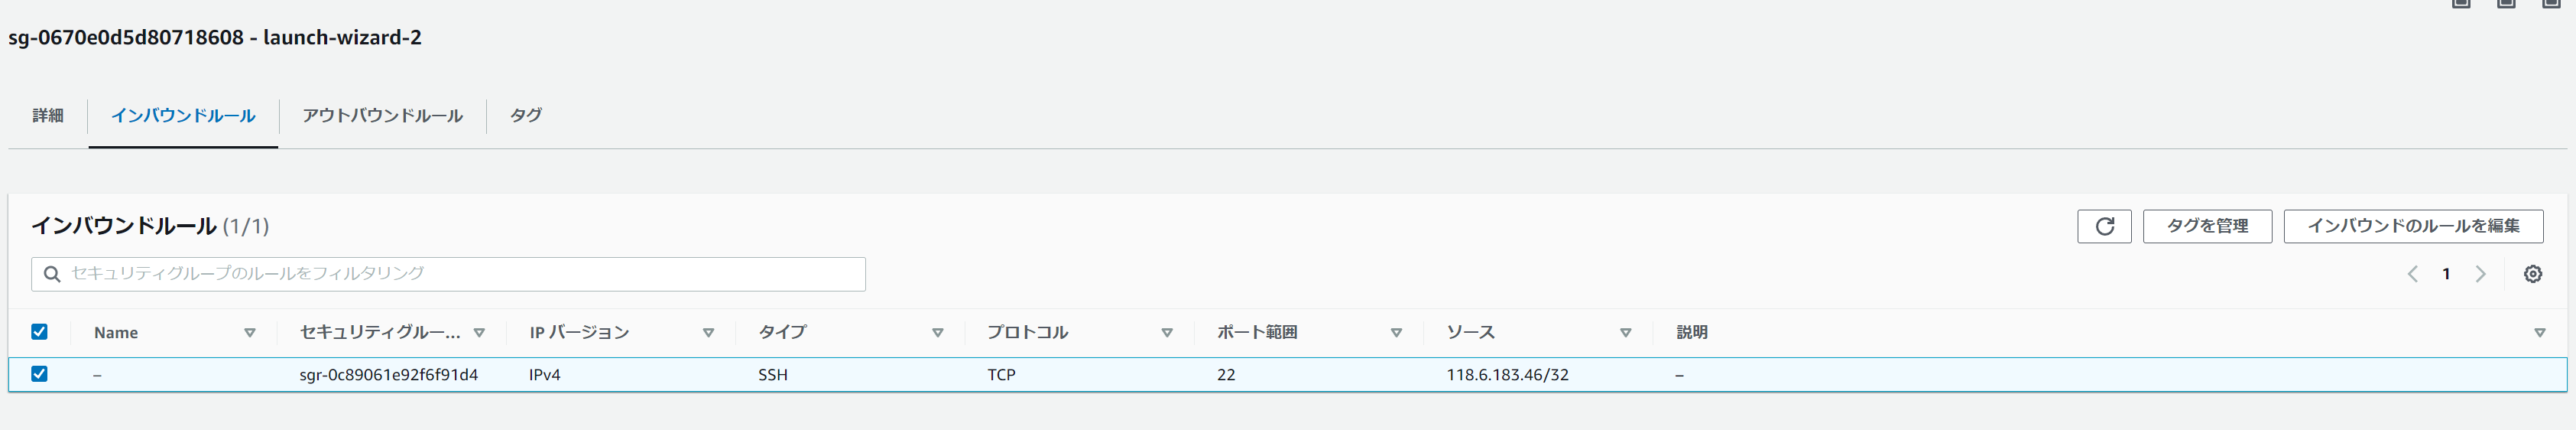 sg-0670e0d5d80718608 - launch-wizard-2
詳細 インバウンドルール アウトバウンドルール タグ
インバウンドルール (1/1)
タグを管理 インバウンドのルールを編集
セキュリティグループのルールをフィルタリング
1
Name セキュリティグルー... IP バージョン タイプ プロトコル ポート範囲 ソース 説明
– sgr-0c89061e92f6f91d4 IPv4 SSH TCP 22 118.6.183.46/32 –